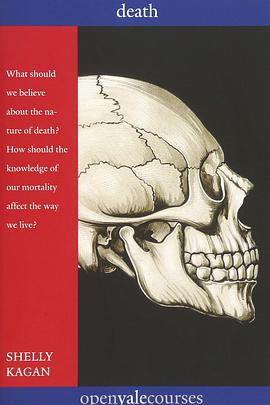 death
What should
we believe
about the na-
ture of death?
How should the
knowledge of
our mortality
affect the way
we live?
SHELLY
KAGAN
openyalecourses